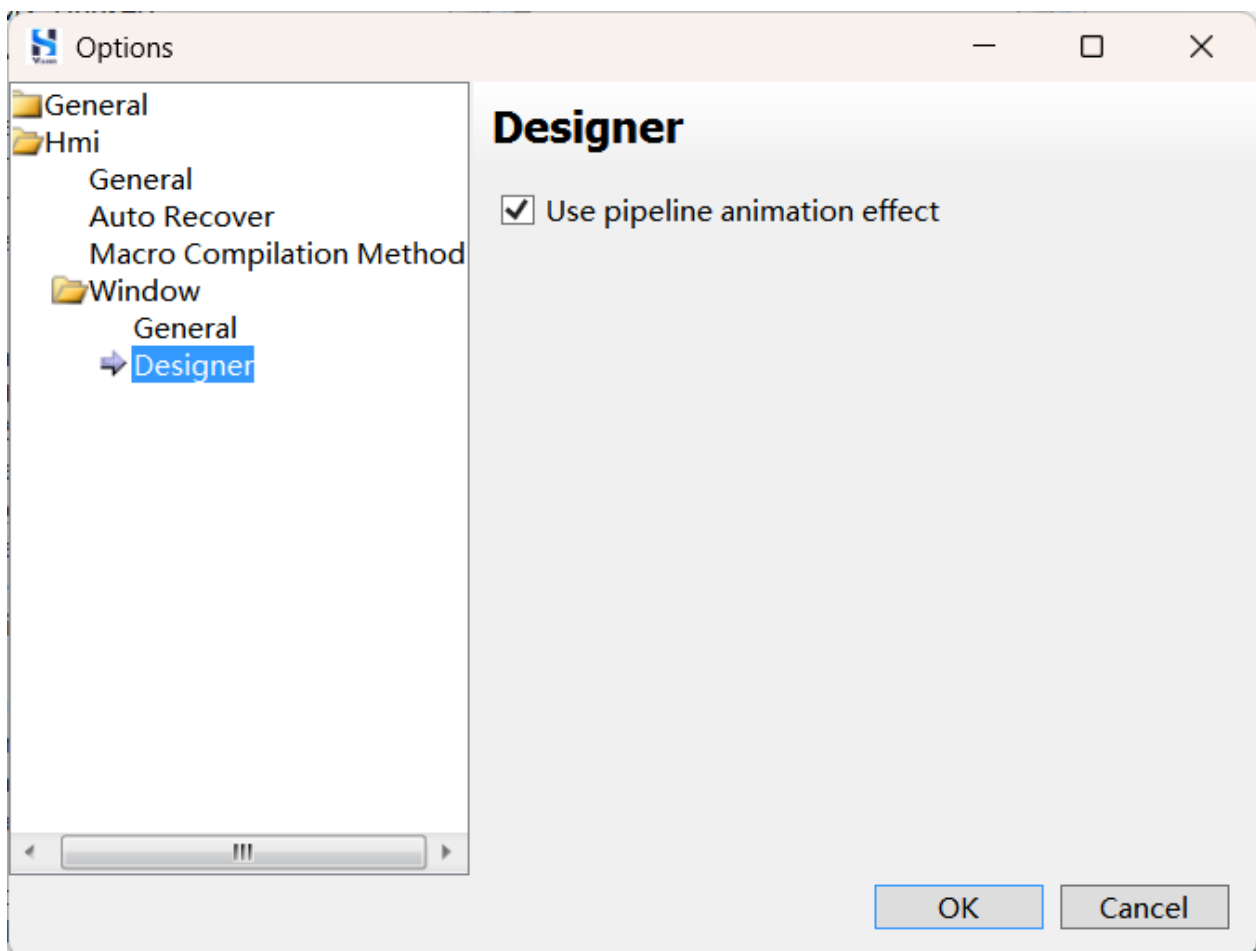 Options
General
Hmi
General
Auto Recover
Macro Compilation Method
Window
General
Designer
Designer
Use pipeline animation effect
OK
Cancel